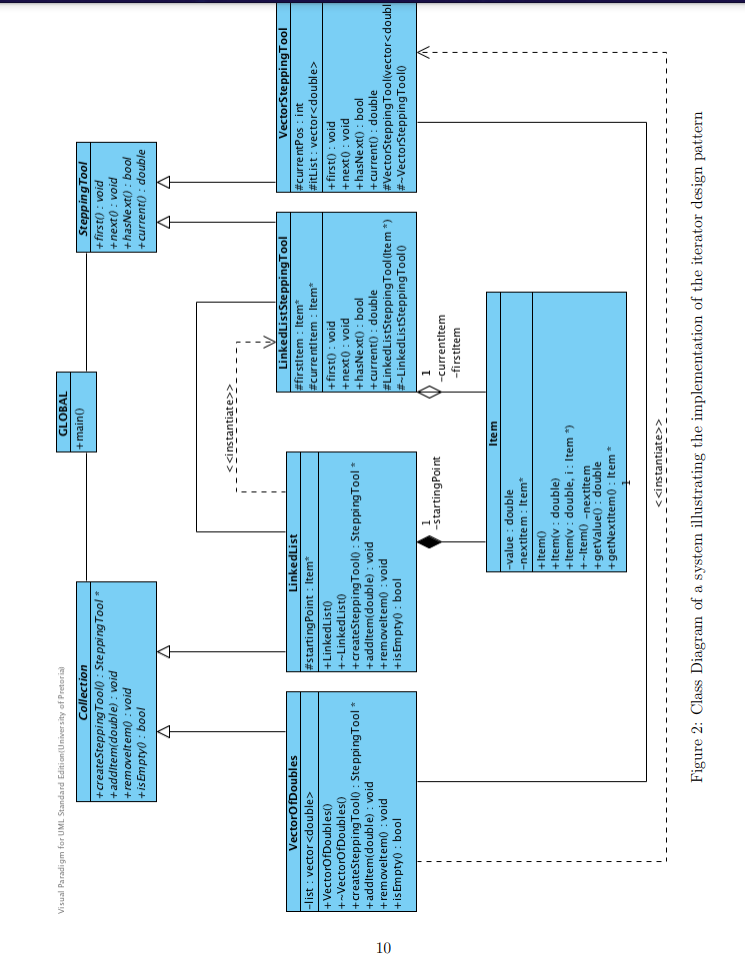 Visual Paradigm for UML Standard Edition(University of Pretoria)
GLOBAL
+main()
Collection
+createSteppingTool() : SteppingTool *
+addItem(double) : void
+removeItem() : void
+isEmpty() : bool
SteppingTool
+first() : void
+next() : void
+hasNext() : bool
+current() : double
VectorOfDoubles
-list : vector<double>
+VectorOfDoubles()
+~VectorOfDoubles()
+createSteppingTool() : SteppingTool *
+addItem(double) : void
+removeItem() : void
+isEmpty() : bool
LinkedList
#startingPoint : Item*
+LinkedList()
+~LinkedList()
+createSteppingTool() : SteppingTool *
+addItem(double) : void
+removeItem() : void
+isEmpty() : bool
<<instantiate>>
LinkedListSteppingTool
#firstItem : Item*
#currentItem : Item*
+first() : void
+next() : void
+hasNext() : bool
+current() : double
#LinkedListSteppingTool(Item *)
#~LinkedListSteppingTool()
VectorSteppingTool
#currentPos : int
#itList : vector<double>
+first() : void
+next() : void
+hasNext() : bool
+current() : double
#VectorSteppingTool(vector<doubl
#~VectorSteppingTool()
1
-startingPoint
1
-currentItem
-firstItem
Item
-value : double
-nextItem : Item*
+Item()
+Item(v : double)
+Item(v : double, i : Item *)
+~Item() -nextItem
+getValue() : double
+getNextItem() : Item *
1
<<instantiate>>
Figure 2: Class Diagram of a system illustrating the implementation of the iterator design pattern
10